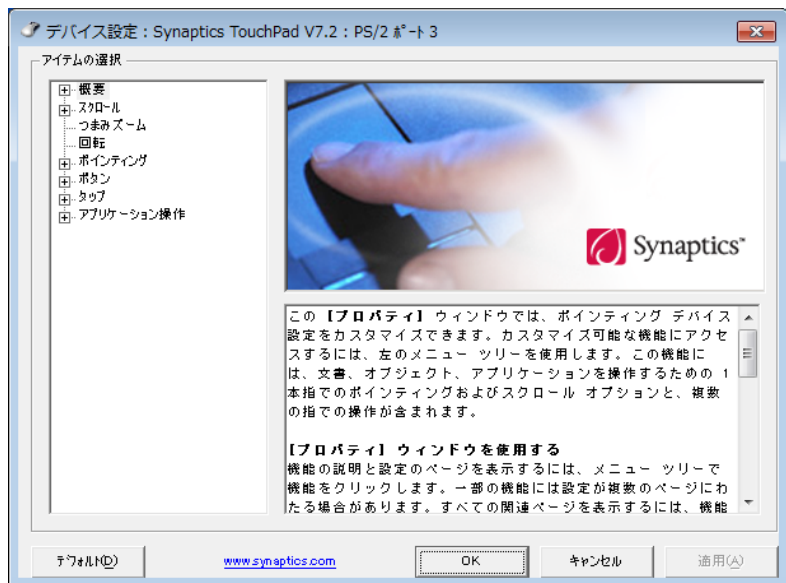 デバイス設定：Synaptics TouchPad V7.2：PS/2 ﾎﾟｰﾄ 3
アイテムの選択
概要
スクロール
つまみズーム
回転
ポインティング
ボタン
タップ
アプリケーション操作
Synaptics™
この【プロパティ】ウィンドウでは、ポインティング デバイス
設定をカスタマイズできます。カスタマイズ可能な機能にアクセ
スするには、左のメニュー ツリーを使用します。この機能に
は、文書、オブジェクト、アプリケーションを操作するための 1
本指でのポインティングおよびスクロール オプションと、複数
の指での操作が含まれます。
【プロパティ】ウィンドウを使用する
機能の説明と設定のページを表示するには、メニュー ツリーで
機能をクリックします。一部の機能には設定が複数のページにわ
たる場合があります。すべての関連ページを表示するには、機能
デフォルト(D)
www.synaptics.com
OK
キャンセル
適用(A)